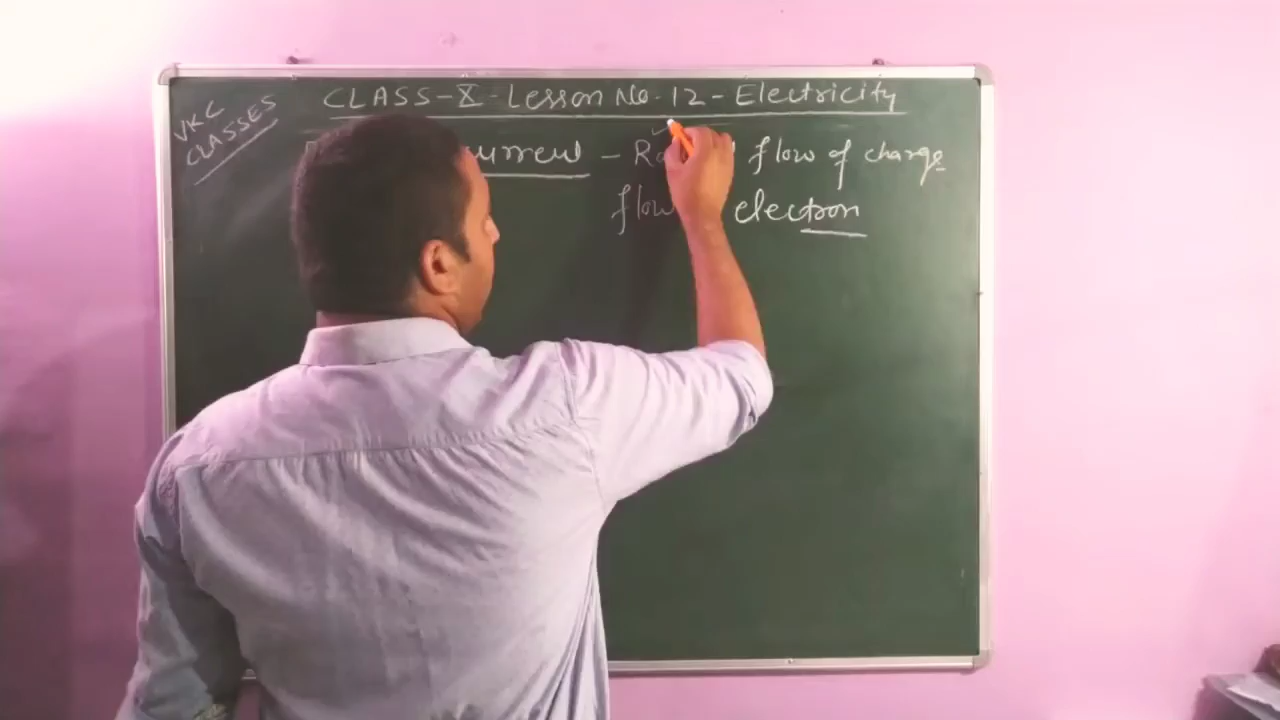 VKC
CLASSES
CLASS-X- Lesson No-12-Electricity
current - flow of charge
flow electron